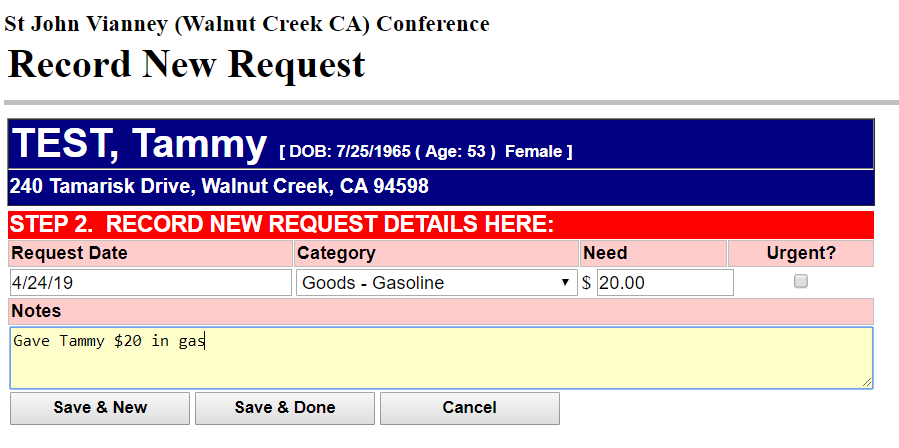 St John Vianney (Walnut Creek CA) Conference
Record New Request
TEST, Tammy [ DOB: 7/25/1965 ( Age: 53 ) Female ]
240 Tamarisk Drive, Walnut Creek, CA 94598
STEP 2. RECORD NEW REQUEST DETAILS HERE:
Request Date Category Need Urgent?
4/24/19 Goods - Gasoline $ 20.00
Notes
Gave Tammy $20 in gas
Save & New Save & Done Cancel